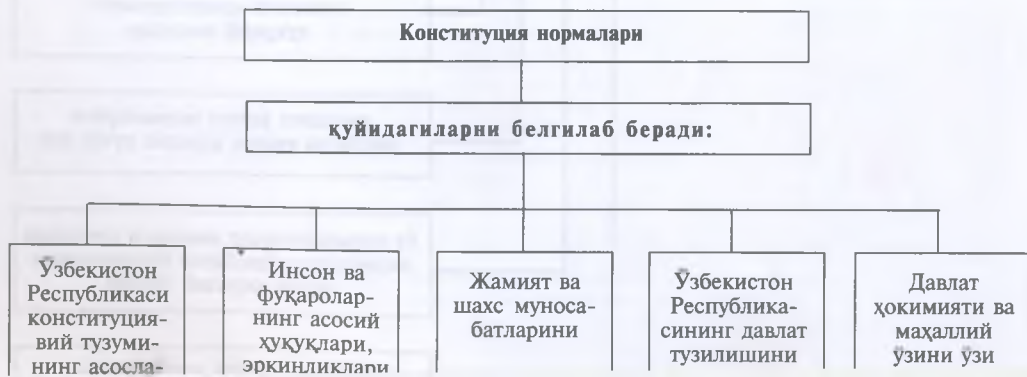 Конституция нормалари
қуйидагиларни белгилаб беради:
Ўзбекистон
Республикаси
конституция-
вий тузуми-
нинг асосла-
Инсон ва
фуқаролар-
нинг асосий
ҳуқуқлари,
эркинликлари
Жамият ва
шахс муноса-
батларини
Ўзбекистон
Республика-
сининг давлат
тузилишини
Давлат
ҳокимияти ва
маҳаллий
ўзини ўзи